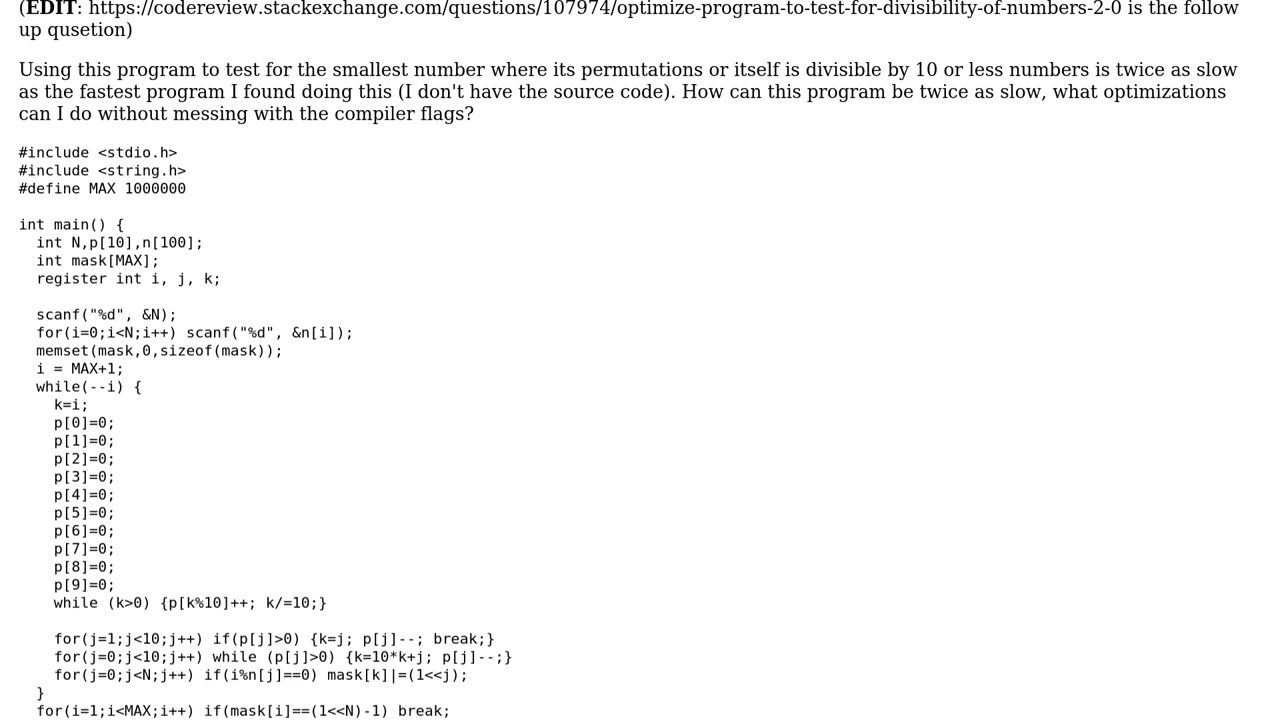 (EDIT: https://codereview.stackexchange.com/questions/107974/optimize-program-to-test-for-divisibility-of-numbers-2-0 is the follow
up qusetion)
Using this program to test for the smallest number where its permutations or itself is divisible by 10 or less numbers is twice as slow
as the fastest program I found doing this (I don't have the source code). How can this program be twice as slow, what optimizations
can I do without messing with the compiler flags?
#include <stdio.h>
#include <string.h>
#define MAX 1000000
int main() {
  int N,p[10],n[100];
  int mask[MAX];
  register int i, j, k;
  scanf("%d", &N);
  for(i=0;i<N;i++) scanf("%d", &n[i]);
  memset(mask,0,sizeof(mask));
  i = MAX+1;
  while(--i) {
    k=i;
    p[0]=0;
    p[1]=0;
    p[2]=0;
    p[3]=0;
    p[4]=0;
    p[5]=0;
    p[6]=0;
    p[7]=0;
    p[8]=0;
    p[9]=0;
    while (k>0) {p[k%10]++; k/=10;}
    for(j=1;j<10;j++) if(p[j]>0) {k=j; p[j]--; break;}
    for(j=0;j<10;j++) while (p[j]>0) {k=10*k+j; p[j]--;}
    for(j=0;j<N;j++) if(i%n[j]==0) mask[k]|=(1<<j);
  }
  for(i=1;i<MAX;i++) if(mask[i]==(1<<N)-1) break;